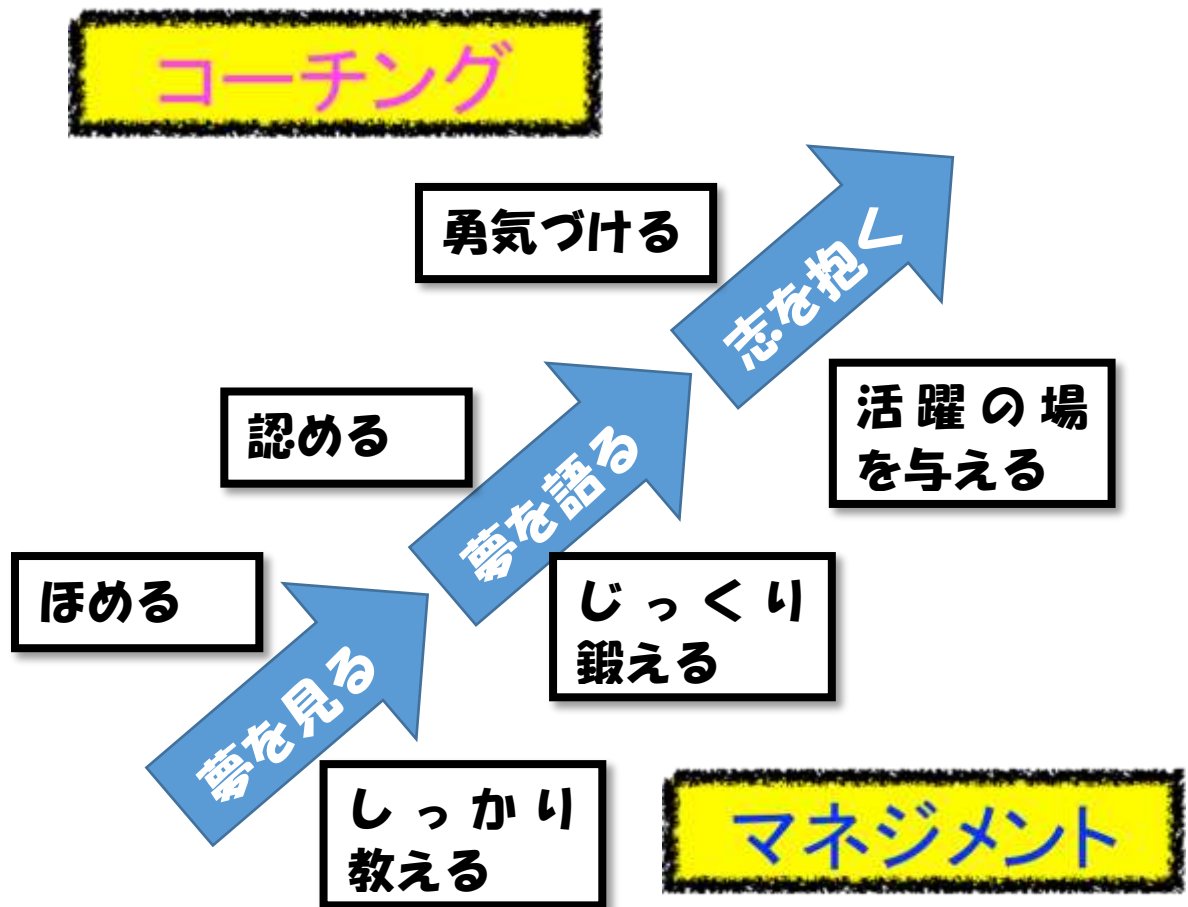 コーチング
勇気づける
志を抱く
認める
活躍の場
を与える
夢を語る
ほめる
じっくり
鍛える
夢を見る
しっかり
教える
マネジメント